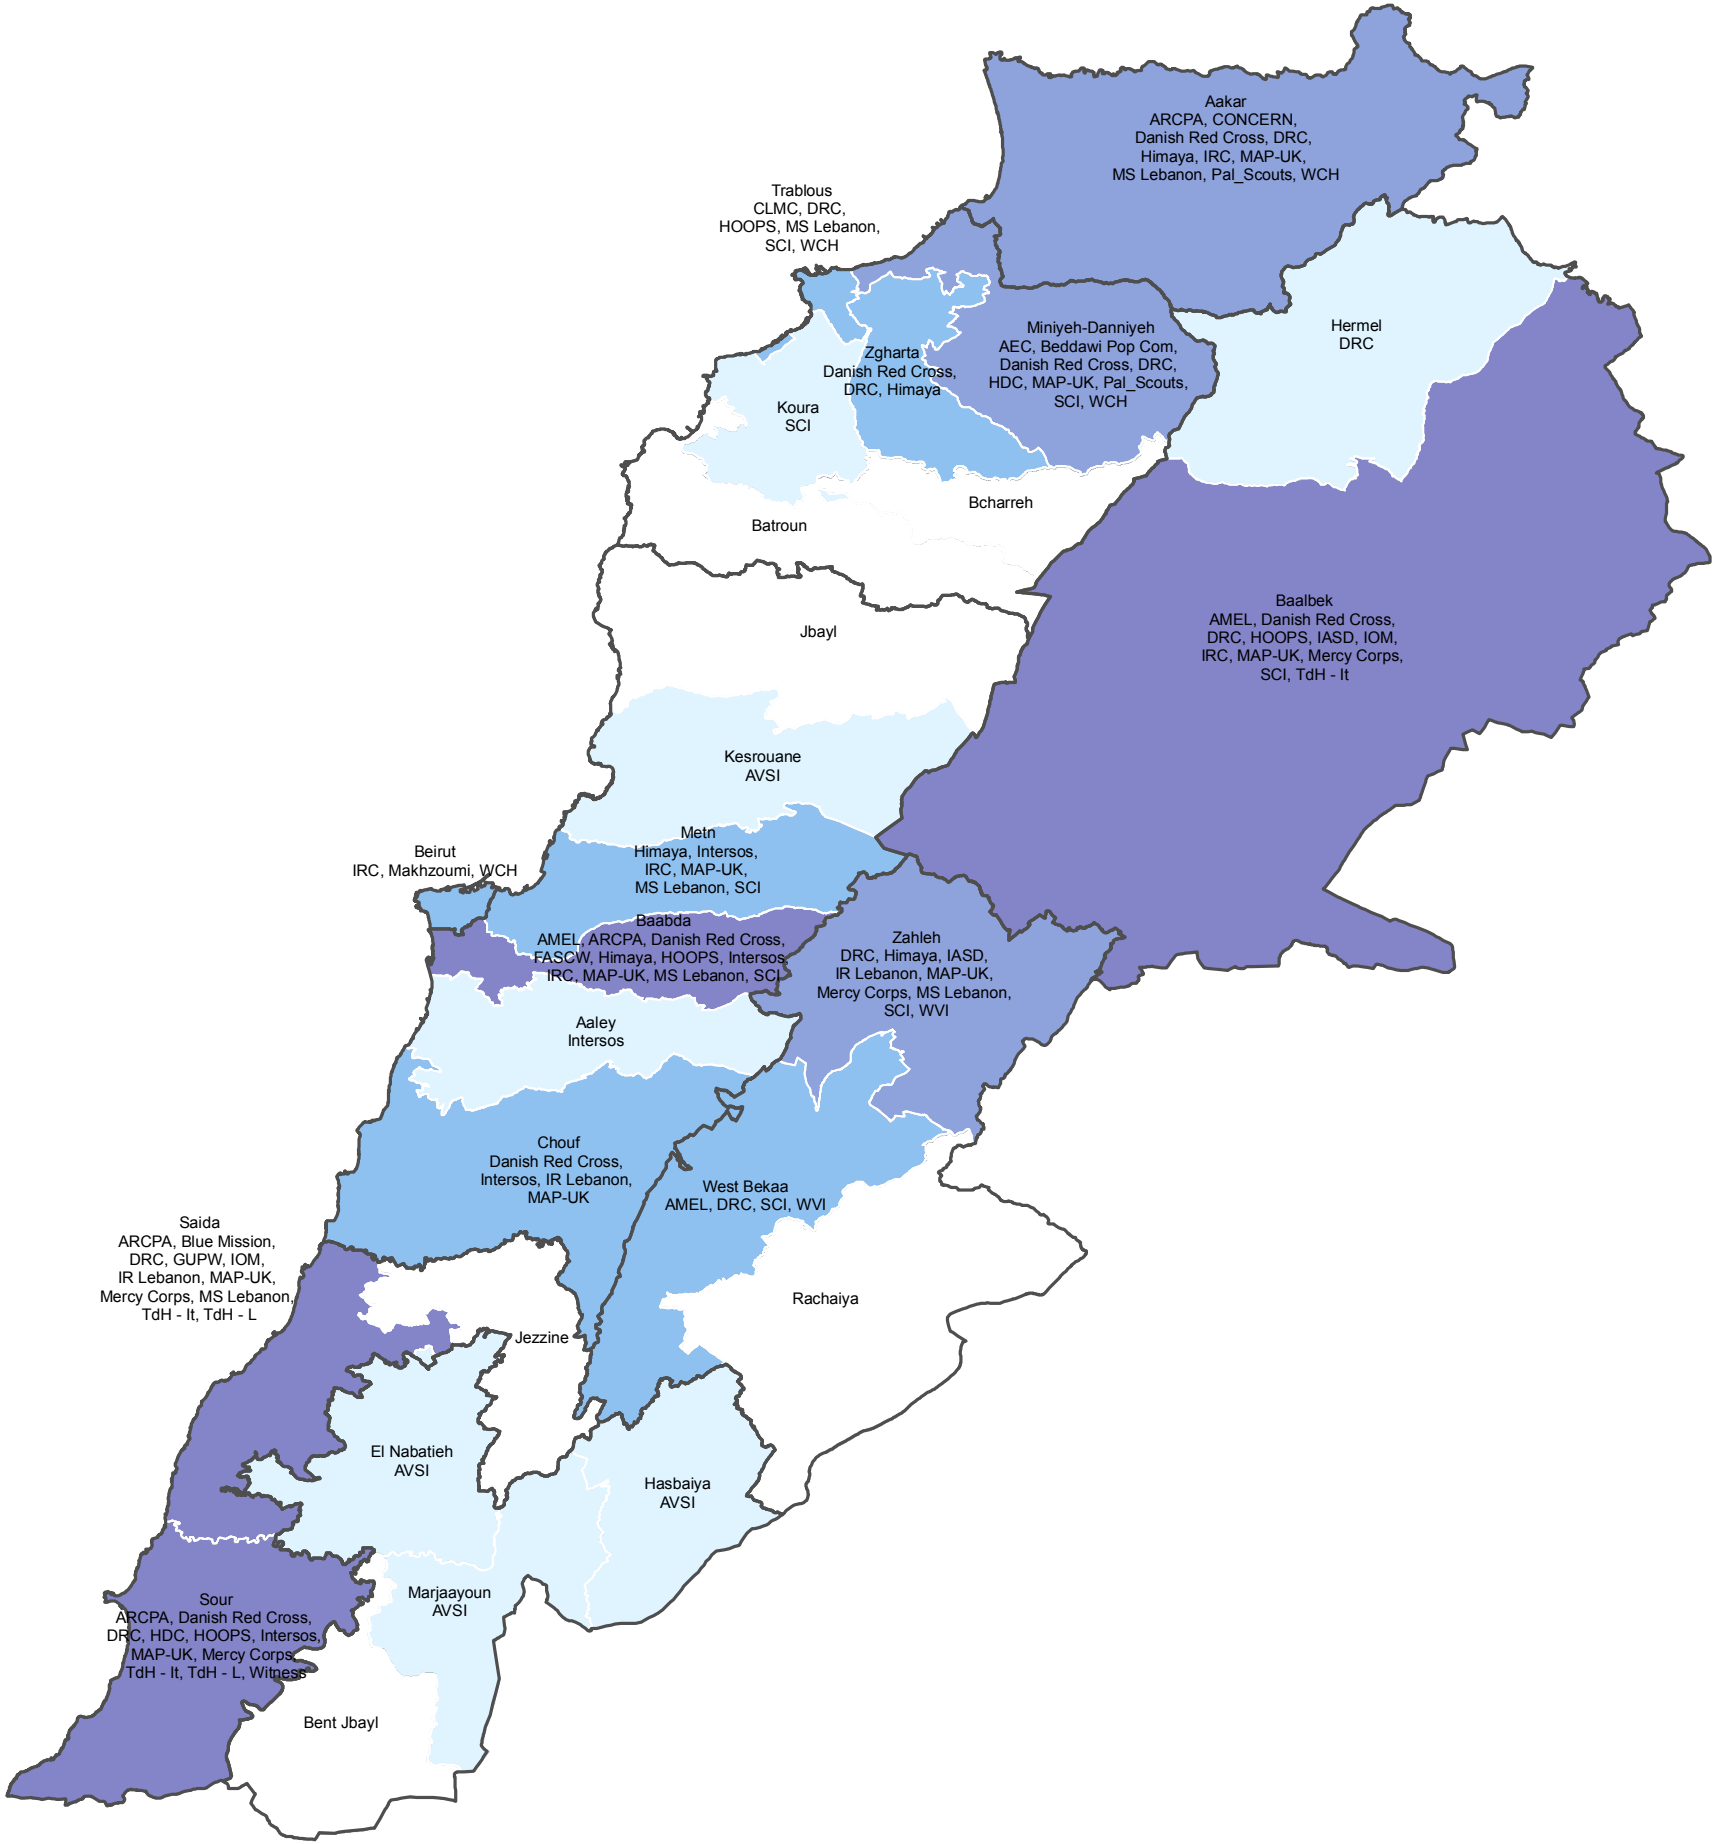 Aakar
ARCPA, CONCERN,
Danish Red Cross, DRC,
Himaya, IRC, MAP-UK,
MS Lebanon, Pal_Scouts, WCH
Trablous
CLMC, DRC,
HOOPS, MS Lebanon,
SCI, WCH
Hermel
DRC
Miniyeh-Danniyeh
AEC, Beddawi Pop Com,
Danish Red Cross, DRC,
HDC, MAP-UK, Pal_Scouts,
SCI, WCH
Zgharta
Danish Red Cross,
DRC, Himaya
Koura
SCI
Bcharreh
Batroun
Baalbek
AMEL, Danish Red Cross,
DRC, HOOPS, IASD, IOM,
IRC, MAP-UK, Mercy Corps,
SCI, TdH - It
Jbayl
Kesrouane
AVSI
Metn
Himaya, Intersos,
IRC, MAP-UK,
MS Lebanon, SCI
Beirut
IRC, Makhzoumi, WCH
Baabda
AMEL, ARCPA, Danish Red Cross,
FASCW, Himaya, HOOPS, Intersos,
IRC, MAP-UK, MS Lebanon, SCI
Zahleh
DRC, Himaya, IASD,
IR Lebanon, MAP-UK,
Mercy Corps, MS Lebanon,
SCI, WVI
Aaley
Intersos
Chouf
Danish Red Cross,
Intersos, IR Lebanon,
MAP-UK
West Bekaa
AMEL, DRC, SCI, WVI
Saida
ARCPA, Blue Mission,
DRC, GUPW, IOM,
IR Lebanon, MAP-UK,
Mercy Corps, MS Lebanon,
TdH - It, TdH - L
Rachaiya
Jezzine
El Nabatieh
AVSI
Hasbaiya
AVSI
Marjaayoun
AVSI
Sour
ARCPA, Danish Red Cross,
DRC, HDC, HOOPS, Intersos,
MAP-UK, Mercy Corps,
TdH - It, TdH - L, Witness
Bent Jbayl